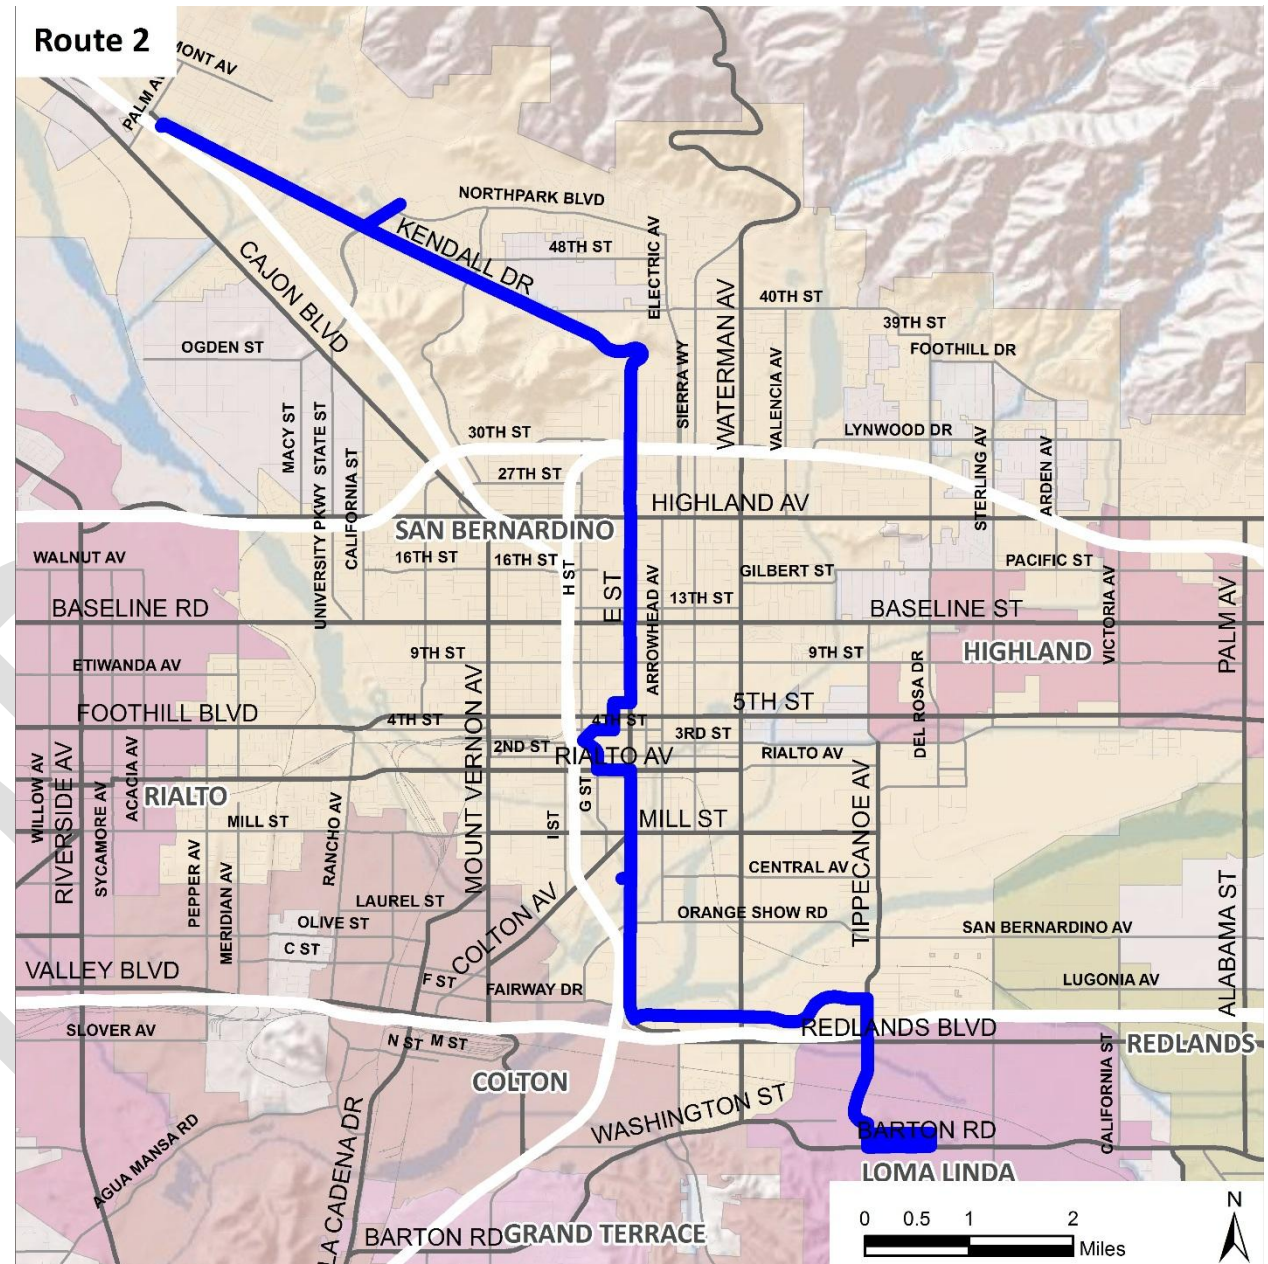 Route 2
MONT AV
PALM AV
NORTHPARK BLVD
KENDALL DR
48TH ST
ELECTRIC AV
CAJON BLVD
40TH ST
39TH ST
FOOTHILL DR
OGDEN ST
SIERRA WY
WATERMAN AV
VALENCIA AV
MACY ST
UNIVERSITY PKWY STATE ST
CALIFORNIA ST
30TH ST
LYNWOOD DR
STERLING AV
ARDEN AV
27TH ST
HIGHLAND AV
SAN BERNARDINO
WALNUT AV
16TH ST
16TH ST
H ST
E ST
ARROWHEAD AV
GILBERT ST
PACIFIC ST
VICTORIA AV
PALM AV
13TH ST
BASELINE RD
BASELINE ST
9TH ST
9TH ST
HIGHLAND
ETIWANDA AV
MOUNT VERNON AV
DEL ROSA DR
FOOTHILL BLVD
4TH ST
4TH ST
5TH ST
2ND ST
3RD ST
RIALTO AV
RIALTO AV
WILLOW AV
RIVERSIDE AV
SYCAMORE AV
ACACIA AV
RIALTO
G ST
I ST
MILL ST
MILL ST
RANCHO AV
TIPPECANOE AV
PEPPER AV
MERIDIAN AV
CENTRAL AV
LAUREL ST
OLIVE ST
C ST
COLTON AV
ORANGE SHOW RD
SAN BERNARDINO AV
ALABAMA ST
VALLEY BLVD
F ST
FAIRWAY DR
LUGONIA AV
SLOVER AV
N ST
M ST
REDLANDS BLVD
REDLANDS
COLTON
CALIFORNIA ST
AGUA MANSA RD
LA CADENA DR
WASHINGTON ST
BARTON RD
LOMA LINDA
BARTON RD
GRAND TERRACE
N
0 0.5 1 2
Miles